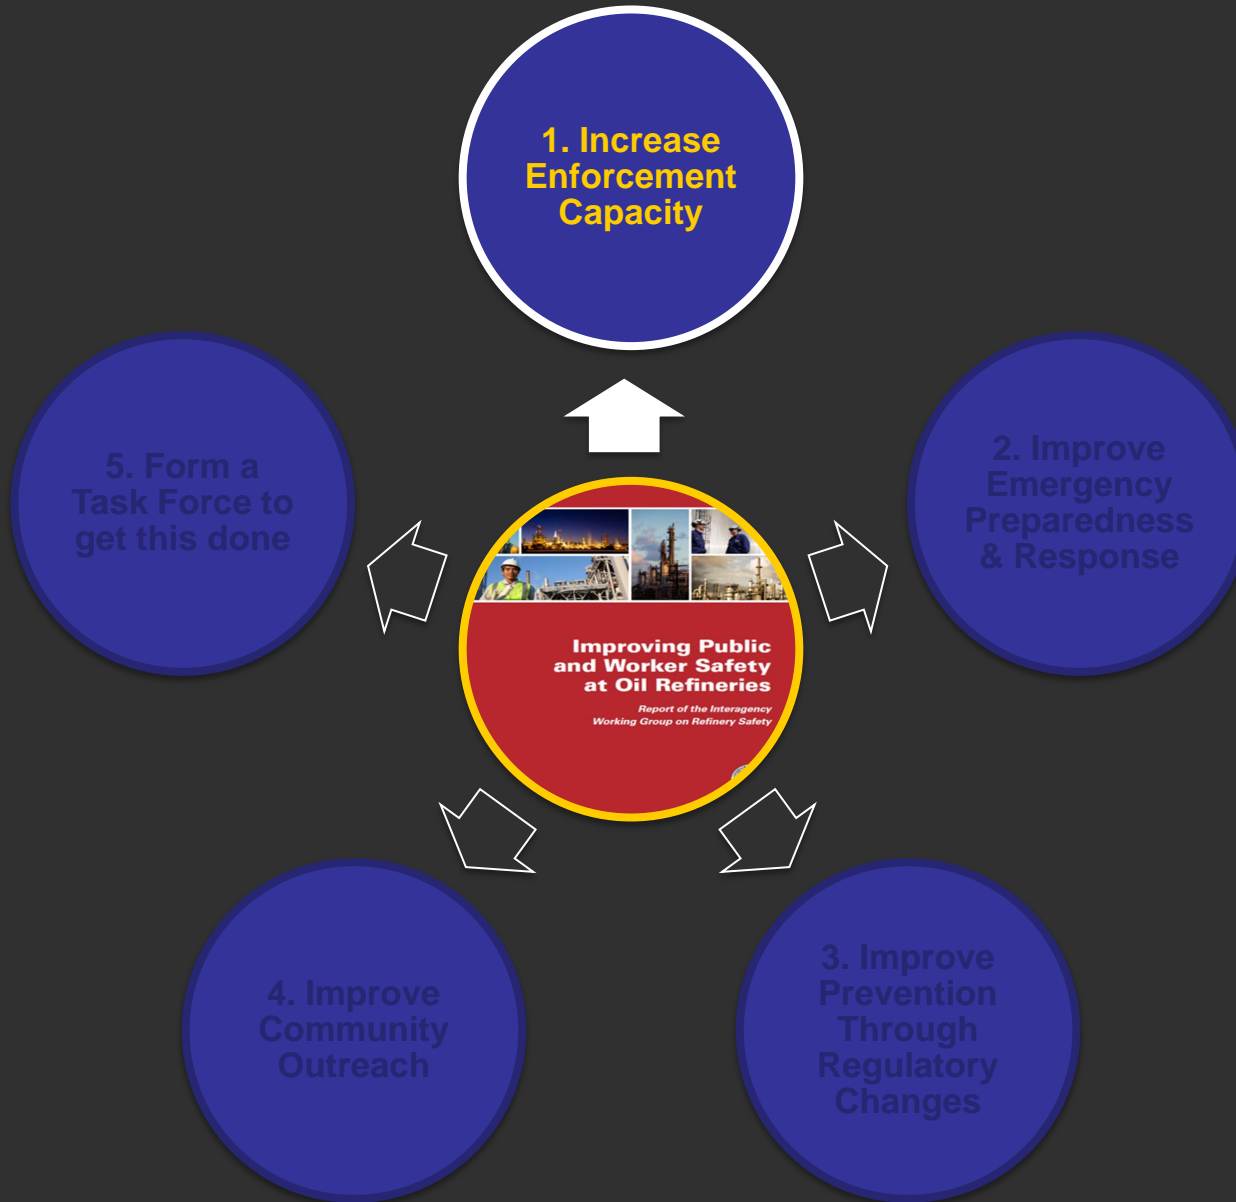 1. Increase
Enforcement
Capacity
2. Improve
Emergency
Preparedness
& Response
3. Improve
Prevention
Through
Regulatory
Changes
4. Improve
Community
Outreach
5. Form a
Task Force to
get this done
Improving Public
and Worker Safety
at Oil Refineries
Report of the Interagency
Working Group on Refinery Safety